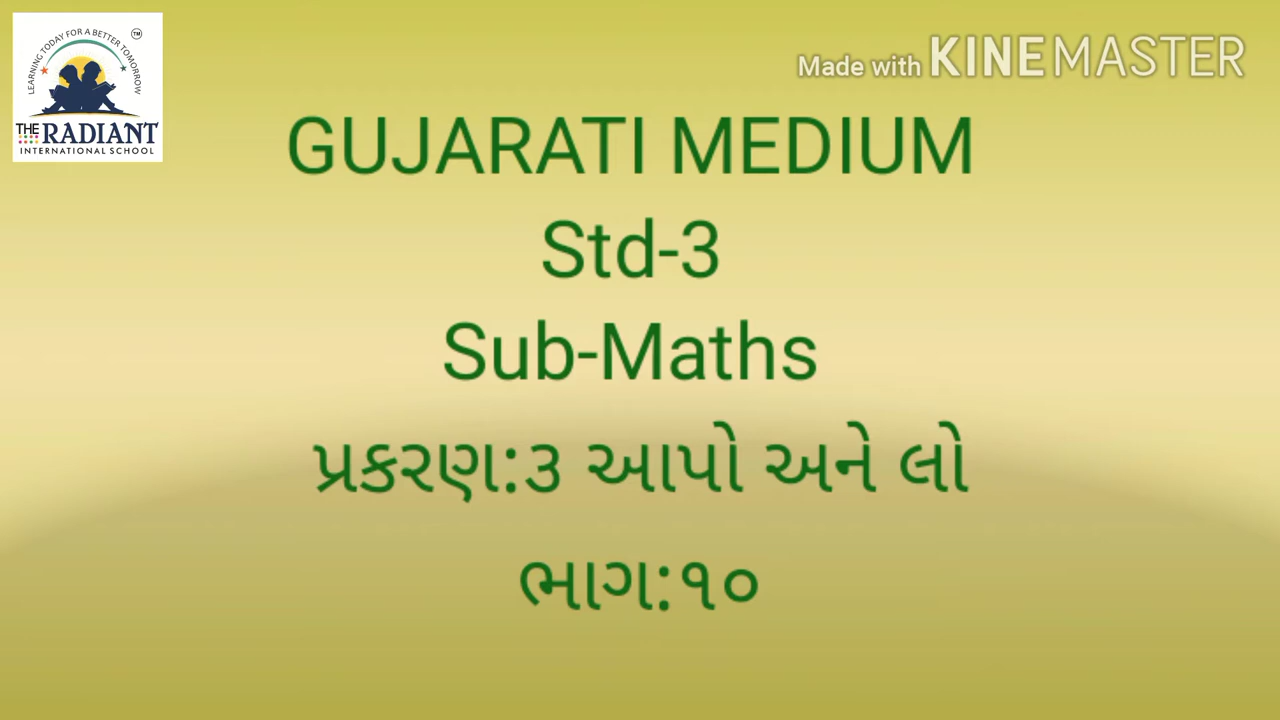 LEARNING TODAY FOR A BETTER TOMORROW
TM
THE RADIANT
INTERNATIONAL SCHOOL
Made with KINEMASTER
GUJARATI MEDIUM
Std-3
Sub-Maths
પ્રકરણ:૩ આપો અને લો
ભાગ:૧૦